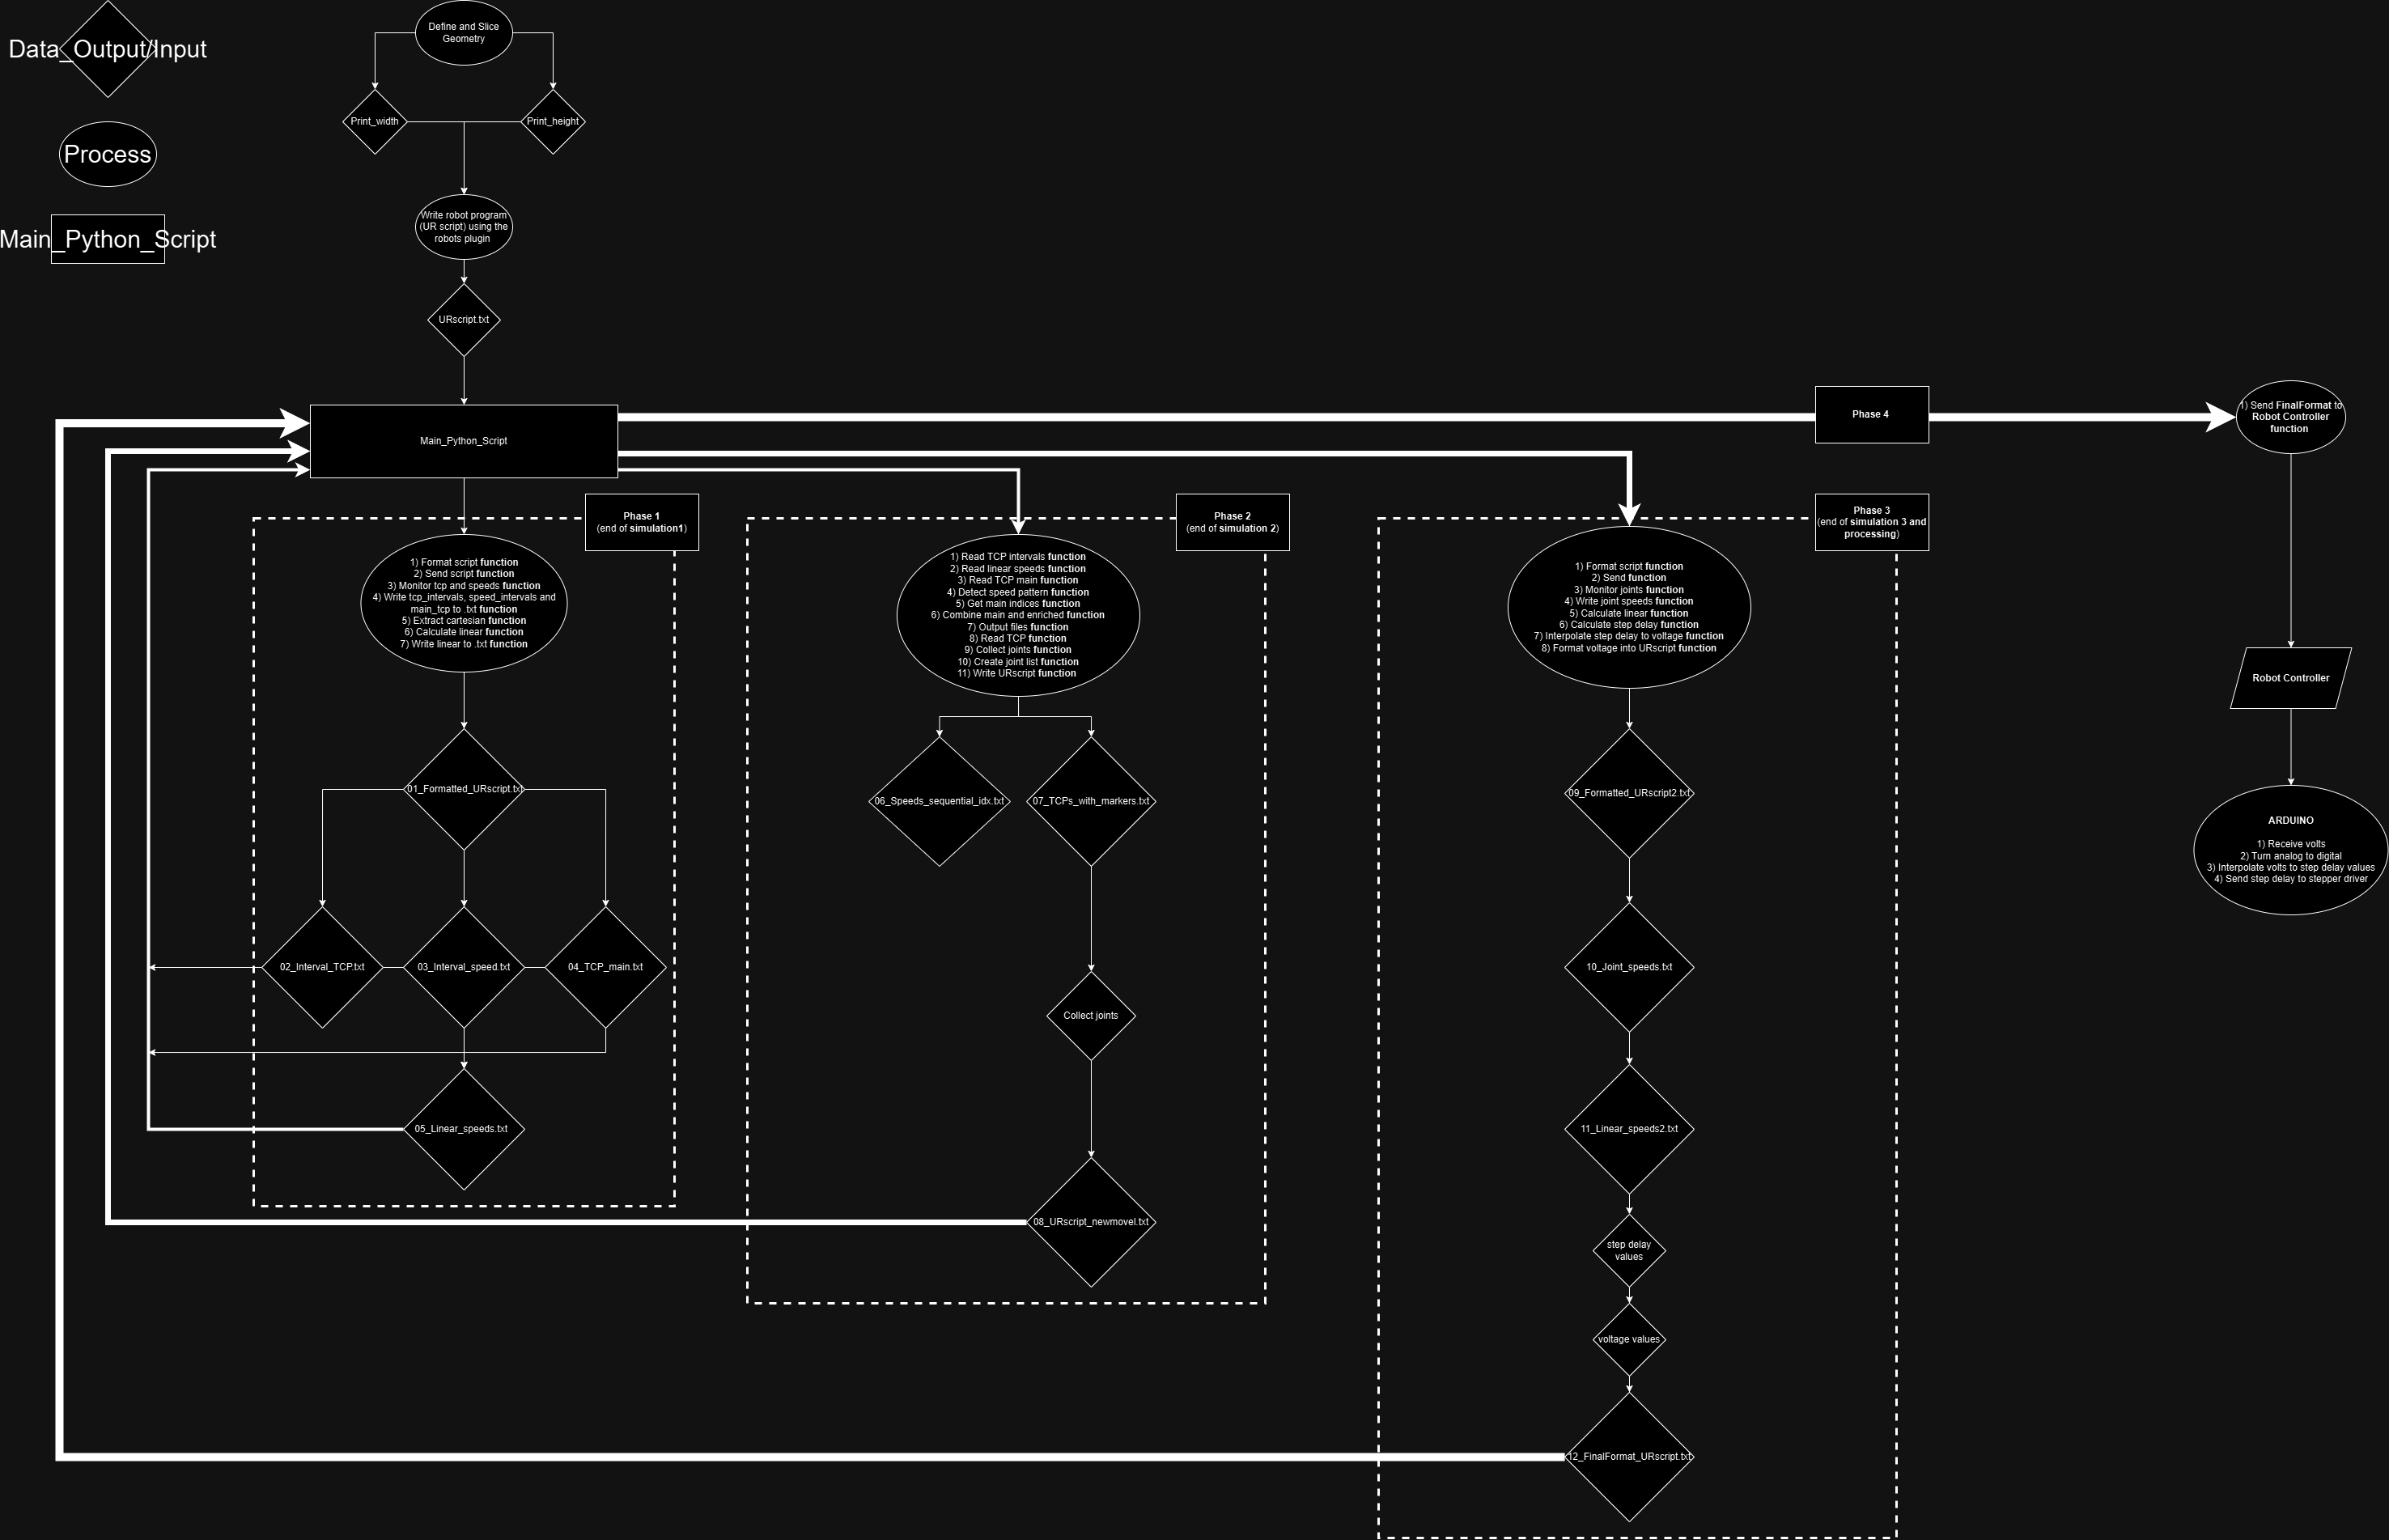 Data_Output/Input
Process
Main_Python_Script
Define and Slice
Geometry
Print_width
Print_height
Write robot program
(UR script) using the
robots plugin
URscript.txt
Main_Python_Script
Phase 4
1) Send FinalFormat to
Robot Controller
function
Phase 1
(end of simulation1)
1) Format script function
2) Send script function
3) Monitor tcp and speeds function
4) Write tcp_intervals, speed_intervals and
main_tcp to .txt function
5) Extract cartesian function
6) Calculate linear function
7) Write linear to .txt function
01_Formatted_URscript.txt
02_Interval_TCP.txt
03_Interval_speed.txt
04_TCP_main.txt
05_Linear_speeds.txt
Phase 2
(end of simulation 2)
1) Read TCP intervals function
2) Read linear speeds function
3) Read TCP main function
4) Detect speed pattern function
5) Get main indices function
6) Combine main and enriched function
7) Output files function
8) Read TCP function
9) Collect joints function
10) Create joint list function
11) Write URscript function
06_Speeds_sequential_idx.txt
07_TCPs_with_markers.txt
Collect joints
08_URscript_newmovel.txt
Phase 3
(end of simulation 3 and
processing)
1) Format script function
2) Send function
3) Monitor joints function
4) Write joint speeds function
5) Calculate linear function
6) Calculate step delay function
7) Interpolate step delay to voltage function
8) Format voltage into URscript function
09_Formatted_URscript2.txt
10_Joint_speeds.txt
11_Linear_speeds2.txt
step delay
values
voltage values
12_FinalFormat_URscript.txt
Robot Controller
ARDUINO
1) Receive volts
2) Turn analog to digital
3) Interpolate volts to step delay values
4) Send step delay to stepper driver